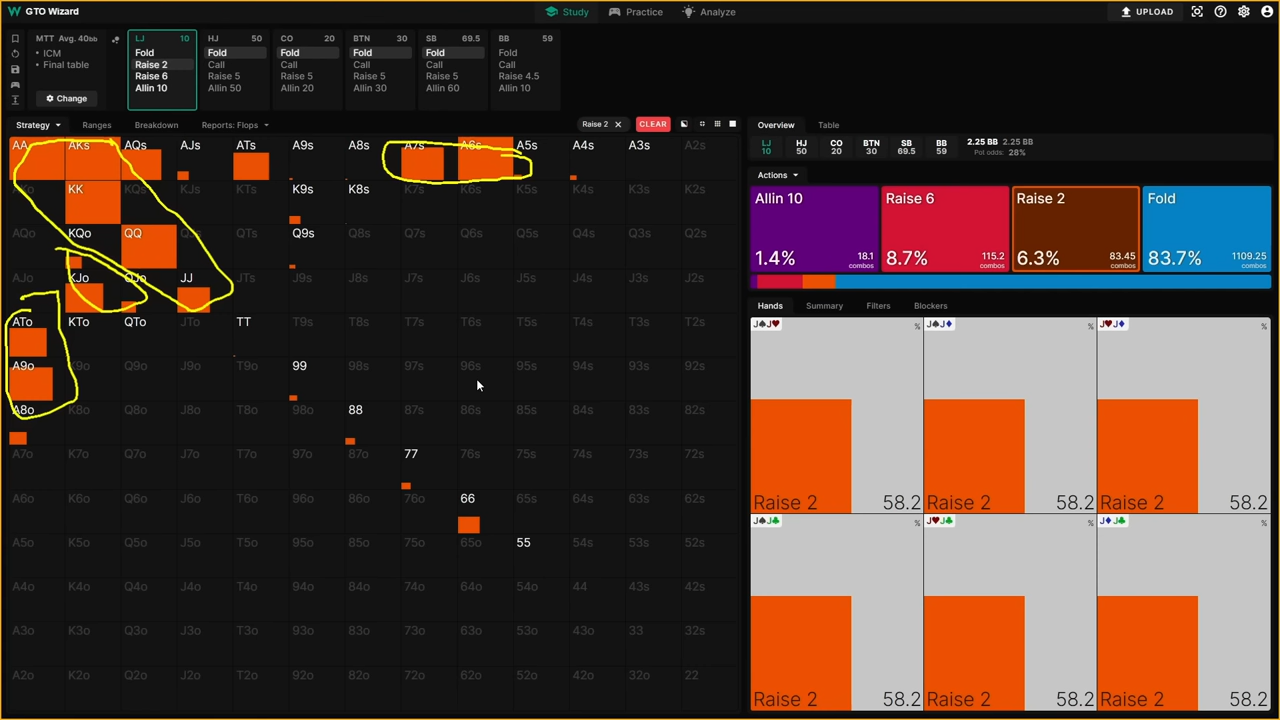 GTO Wizard
Study
Practice
Analyze
UPLOAD
MTT Avg. 40bb
• ICM
• Final table
Change
LJ 10
Fold
Raise 2
Raise 6
Allin 10
HJ 50
Fold
Call
Raise 5
Allin 50
CO 20
Fold
Call
Raise 5
Allin 20
BTN 30
Fold
Call
Raise 5
Allin 30
SB 69.5
Fold
Call
Raise 5
Allin 60
BB 59
Fold
Call
Raise 4.5
Allin 10
Strategy Ranges Breakdown Reports: Flops
Raise 2 CLEAR
AA AKs AQs AJs ATs A9s A8s A7s A6s A5s A4s A3s A2s
AKo KK KQs KJs KTs K9s K8s K7s K6s K5s K4s K3s K2s
AQo KQo QQ QJs QTs Q9s Q8s Q7s Q6s Q5s Q4s Q3s Q2s
AJo KJo QJo JJ JTs J9s J8s J7s J6s J5s J4s J3s J2s
ATo KTo QTo JTo TT T9s T8s T7s T6s T5s T4s T3s T2s
A9o K9o Q9o J9o T9o 99 98s 97s 96s 95s 94s 93s 92s
A8o K8o Q8o J8o T8o 98o 88 87s 86s 85s 84s 83s 82s
A7o K7o Q7o J7o T7o 97o 87o 77 76s 75s 74s 73s 72s
A6o K6o Q6o J6o T6o 96o 86o 76o 66 65s 64s 63s 62s
A5o K5o Q5o J5o T5o 95o 85o 75o 65o 55 54s 53s 52s
A4o K4o Q4o J4o T4o 94o 84o 74o 64o 54o 44 43s 42s
A3o K3o Q3o J3o T3o 93o 83o 73o 63o 53o 43o 33 32s
A2o K2o Q2o J2o T2o 92o 82o 72o 62o 52o 42o 32o 22
Overview Table
LJ HJ CO BTN SB BB
10 50 20 30 69.5 59
2.25 BB 2.25 BB
Pot odds: 28%
Actions
Allin 10
1.4% 18.1 combos
Raise 6
8.7% 115.2 combos
Raise 2
6.3% 83.45 combos
Fold
83.7% 1109.25 combos
Hands Summary Filters Blockers
J♠J♥ % J♠J♦ % J♥J♦ %
Raise 2 58.2 Raise 2 58.2 Raise 2 58.2
J♠J♣ % J♥J♣ % J♦J♣ %
Raise 2 58.2 Raise 2 58.2 Raise 2 58.2